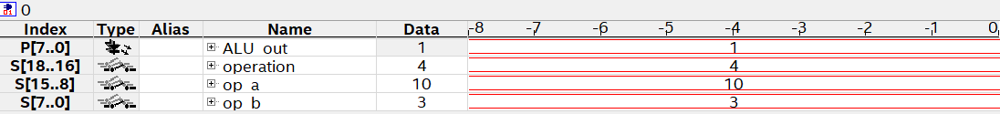 0
Index Type Alias Name Data -8 -7 -6 -5 -4 -3 -2 -1 0
P[7..0] ALU out 1 1
S[18..16] operation 4 4
S[15..8] op a 10 10
S[7..0] op b 3 3